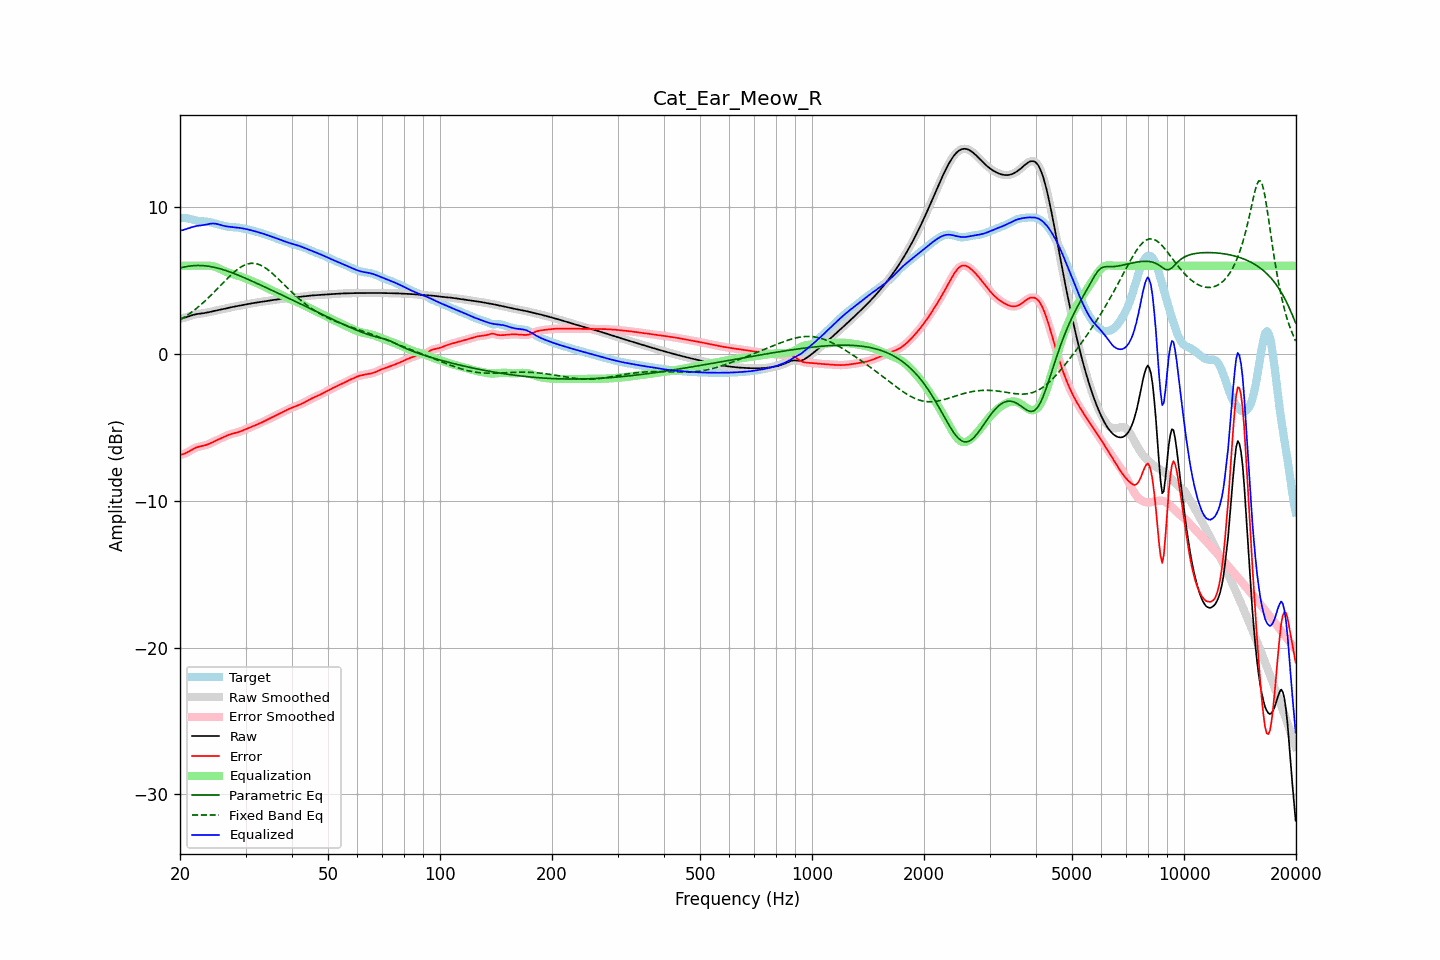 Cat_Ear_Meow_R
Amplitude (dBr)
10
0
−10
−20
−30
Target
Raw Smoothed
Error Smoothed
Raw
Error
Equalization
Parametric Eq
Fixed Band Eq
Equalized
20 50 100 200 500 1000 2000 5000 10000 20000
Frequency (Hz)